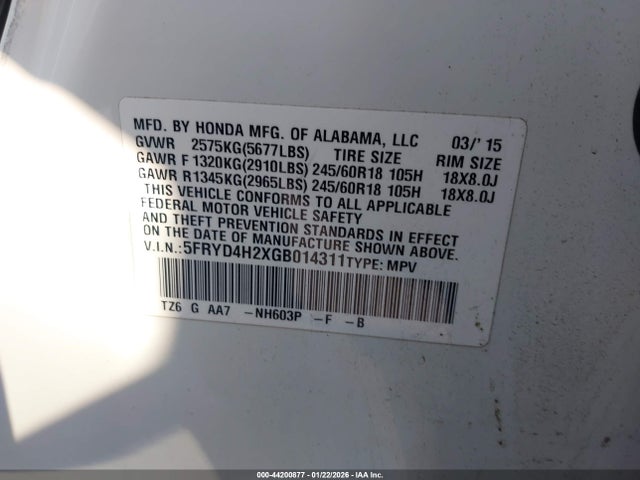 MFD. BY HONDA MFG. OF ALABAMA, LLC 03/'15
GVWR 2575KG(5677LBS) TIRE SIZE RIM SIZE
GAWR F 1320KG(2910LBS) 245/60R18 105H 18X8.0J
GAWR R1345KG(2965LBS) 245/60R18 105H 18X8.0J
THIS VEHICLE CONFORMS TO ALL APPLICABLE
FEDERAL MOTOR VEHICLE SAFETY
AND THEFT PREVENTION STANDARDS IN EFFECT
ON THE DATE OF MANUFACTURE SHOWN ABOVE.
V.I.N.:5FRYD4H2XGB014311TYPE: MPV
TZ6 G AA7 -NH603P -F -B
000-44200877 - 01/22/2026 - IAA Inc.